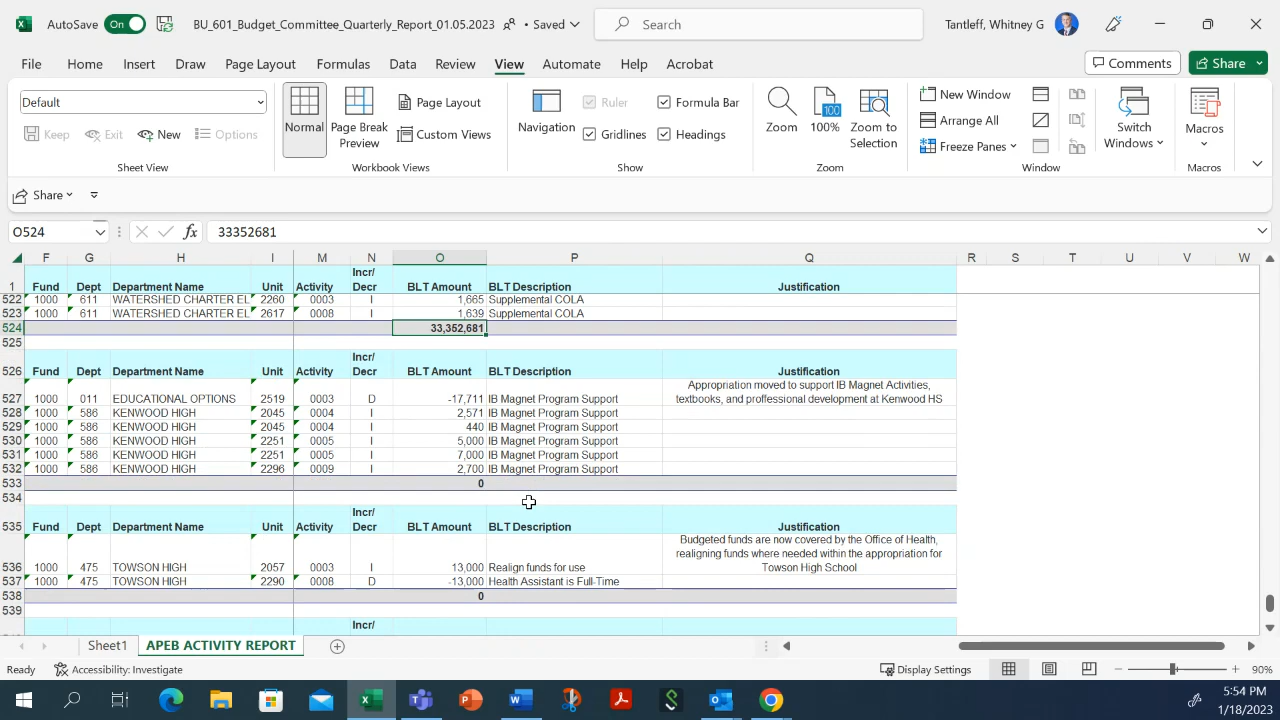 AutoSave On BU_601_Budget_Committee_Quarterly_Report_01.05.2023 • Saved Search Tantleff, Whitney G
File Home Insert Draw Page Layout Formulas Data Review View Automate Help Acrobat Comments Share
Default
Keep Exit New Options
Sheet View
Normal Page Break Preview Page Layout Custom Views
Workbook Views
Navigation Ruler Gridlines Formula Bar Headings
Show
Zoom 100 100% Zoom to Selection
Zoom
New Window Arrange All Freeze Panes Switch Windows
Window
Macros
Macros
Share
O524 fx 33352681
F G H I M N O P Q R S T U V W
1 Fund Dept Department Name Unit Activity Incr/ Decr BLT Amount BLT Description Justification
522 1000 611 WATERSHED CHARTER EL 2260 0003 I 1,665 Supplemental COLA
523 1000 611 WATERSHED CHARTER EL 2617 0008 I 1,639 Supplemental COLA
524 33,352,681
525
526 Fund Dept Department Name Unit Activity Incr/ Decr BLT Amount BLT Description Justification
527 1000 011 EDUCATIONAL OPTIONS 2519 0003 D -17,711 IB Magnet Program Support Appropriation moved to support IB Magnet Activities, textbooks, and proffessional development at Kenwood HS
528 1000 586 KENWOOD HIGH 2045 0004 I 2,571 IB Magnet Program Support
529 1000 586 KENWOOD HIGH 2045 0004 I 440 IB Magnet Program Support
530 1000 586 KENWOOD HIGH 2251 0005 I 5,000 IB Magnet Program Support
531 1000 586 KENWOOD HIGH 2251 0005 I 7,000 IB Magnet Program Support
532 1000 586 KENWOOD HIGH 2296 0009 I 2,700 IB Magnet Program Support
533 0
534
535 Fund Dept Department Name Unit Activity Incr/ Decr BLT Amount BLT Description Justification
536 1000 475 TOWSON HIGH 2057 0003 I 13,000 Realign funds for use Budgeted funds are now covered by the Office of Health, realigning funds where needed within the appropriation for Towson High School
537 1000 475 TOWSON HIGH 2290 0008 D -13,000 Health Assistant is Full-Time
538 0
539
Incr/
Sheet1 APEB ACTIVITY REPORT
Ready Accessibility: Investigate Display Settings 90%
5:54 PM
1/18/2023